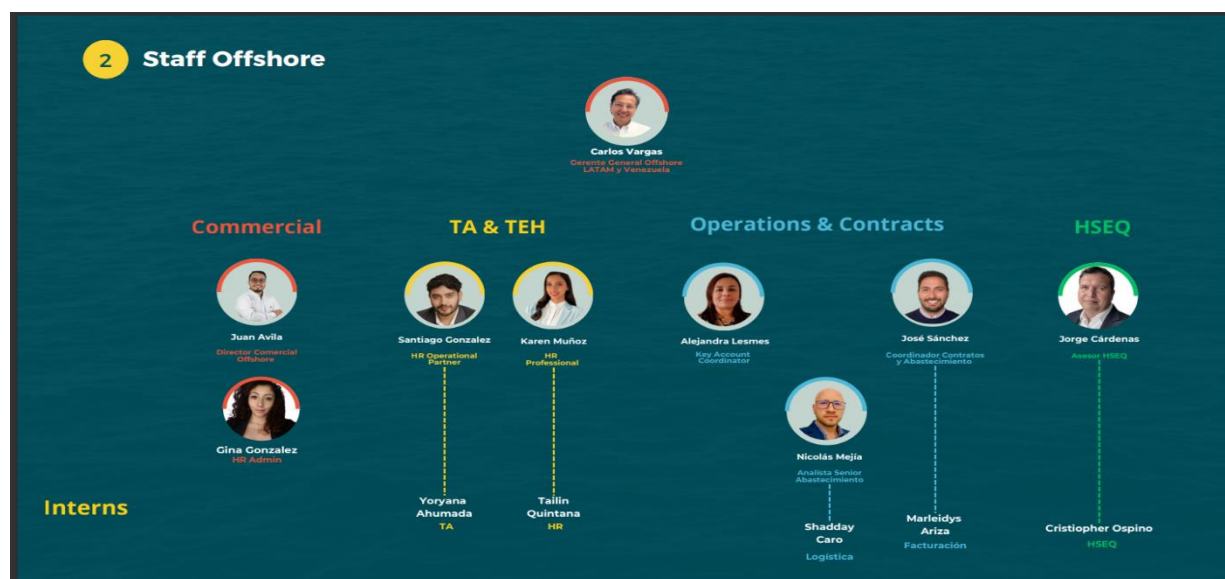 2 Staff Offshore
Carlos Vargas
Gerente General Offshore
LATAM y Venezuela
Commercial
TA & TEH
Operations & Contracts
HSEQ
Juan Avila
Director Comercial
Offshore
Santiago Gonzalez
HR Operational
Partner
Karen Muñoz
HR
Professional
Alejandra Lesmes
Key Account
Coordinator
José Sánchez
Coordinador Contratos
y Abastecimiento
Jorge Cárdenas
Asesor HSEQ
Gina Gonzalez
HR Admin
Nicolás Mejía
Analista Senior
Abastecimiento
Interns
Yoryana
Ahumada
TA
Tailin
Quintana
HR
Shadday
Caro
Logística
Marleidys
Ariza
Facturación
Cristiopher Ospino
HSEQ